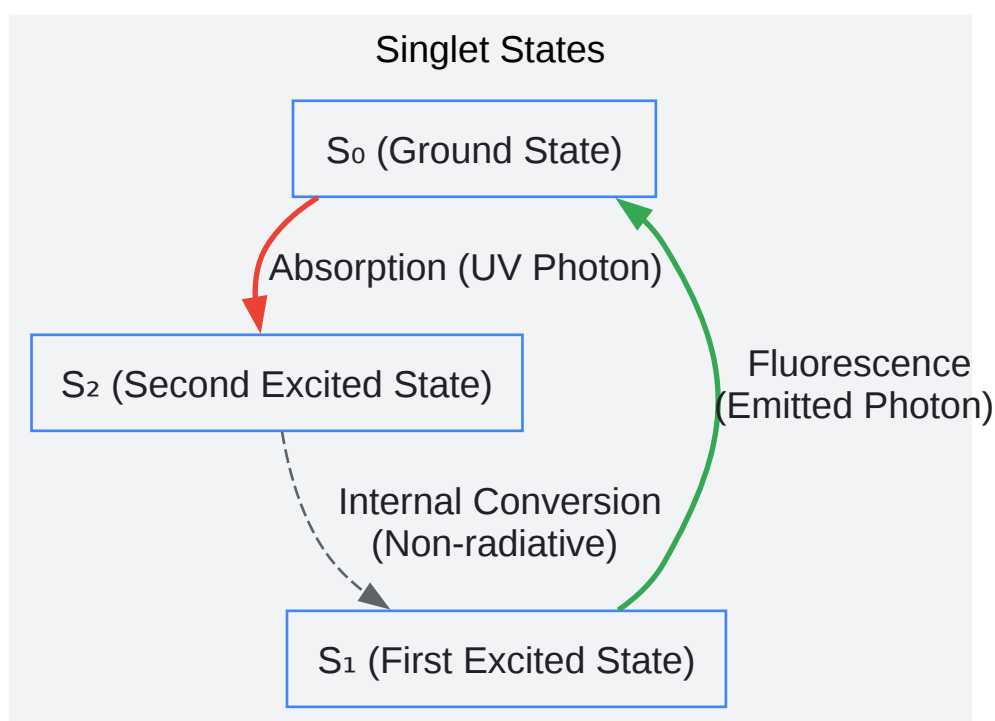 Singlet States
S₀ (Ground State)
Absorption (UV Photon)
S₂ (Second Excited State)
Fluorescence
(Emitted Photon)
Internal Conversion
(Non-radiative)
S₁ (First Excited State)